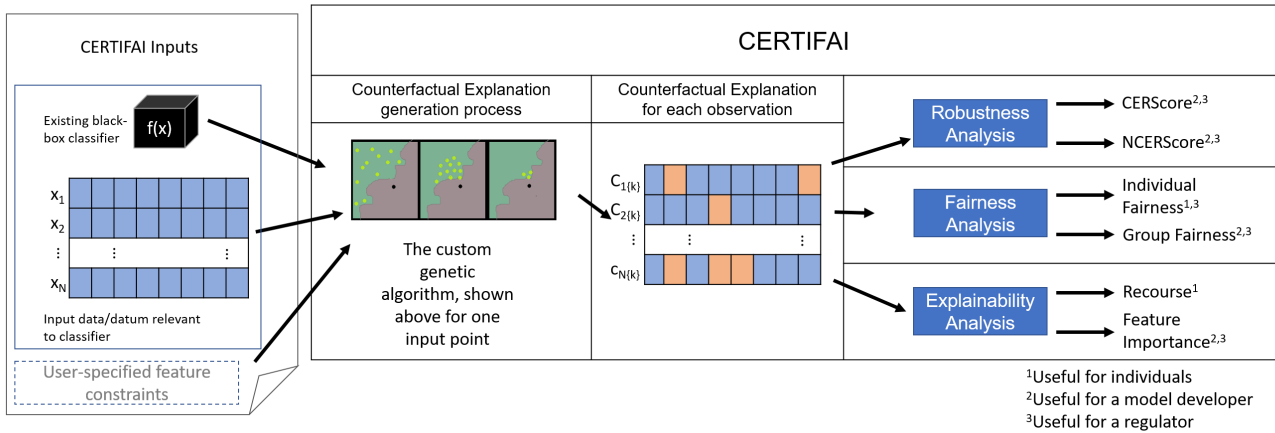 CERTIFAI Inputs
Existing black-
box classifier
f(x)
x1
x2
⋮
⋮
⋮
xN
Input data/datum relevant
to classifier
User-specified feature
constraints
CERTIFAI
Counterfactual Explanation
generation process
The custom
genetic
algorithm, shown
above for one
input point
Counterfactual Explanation
for each observation
C1{k}
C2{k}
⋮
⋮
⋮
cN{k}
Robustness
Analysis
CERScore2,3
NCERScore2,3
Fairness
Analysis
Individual
Fairness1,3
Group Fairness2,3
Explainability
Analysis
Recourse1
Feature
Importance2,3
1Useful for individuals
2Useful for a model developer
3Useful for a regulator